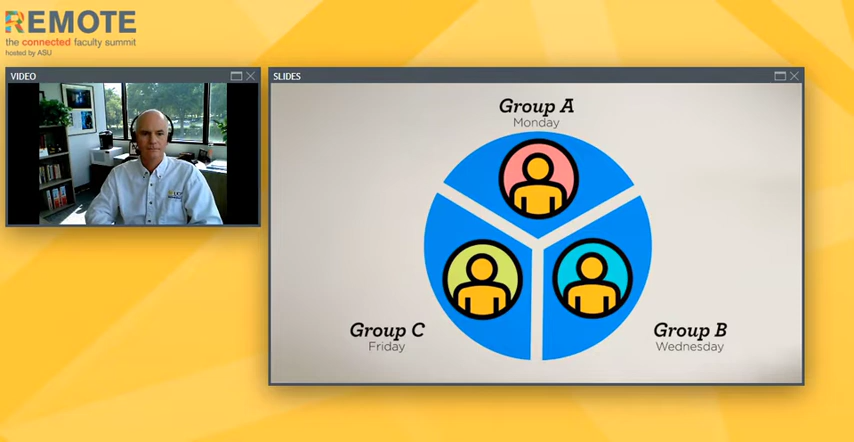 REMOTE
the connected faculty summit
hosted by ASU
VIDEO
SLIDES
Group A
Monday
Group C
Friday
Group B
Wednesday